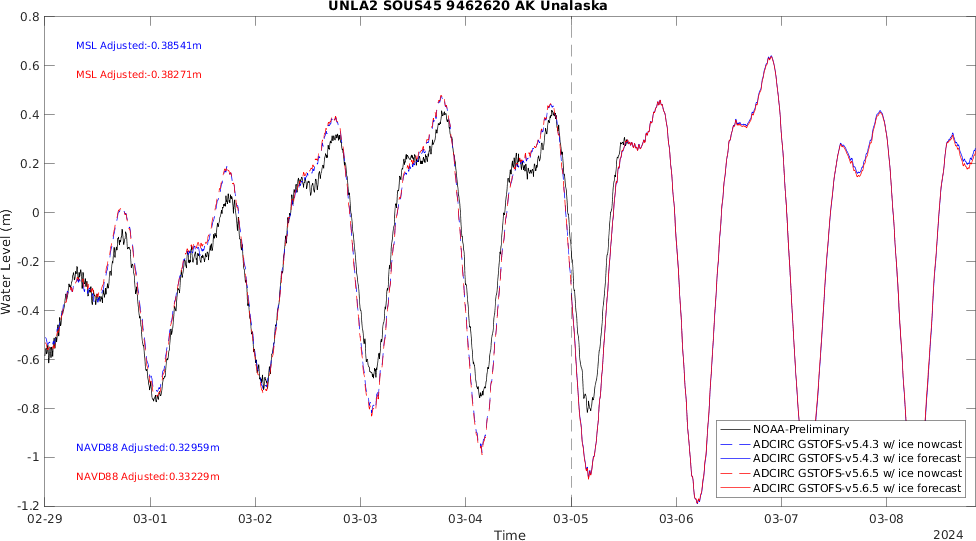 UNLA2 SOUS45 9462620 AK Unalaska
0.8
0.6
0.4
0.2
0
-0.2
-0.4
-0.6
-0.8
-1
-1.2
Water Level (m)
MSL Adjusted:-0.38541m
MSL Adjusted:-0.38271m
NAVD88 Adjusted:0.32959m
NAVD88 Adjusted:0.33229m
NOAA-Preliminary
ADCIRC GSTOFS-v5.4.3 w/ ice nowcast
ADCIRC GSTOFS-v5.4.3 w/ ice forecast
ADCIRC GSTOFS-v5.6.5 w/ ice nowcast
ADCIRC GSTOFS-v5.6.5 w/ ice forecast
02-29 03-01 03-02 03-03 03-04 03-05 03-06 03-07 03-08
Time
2024